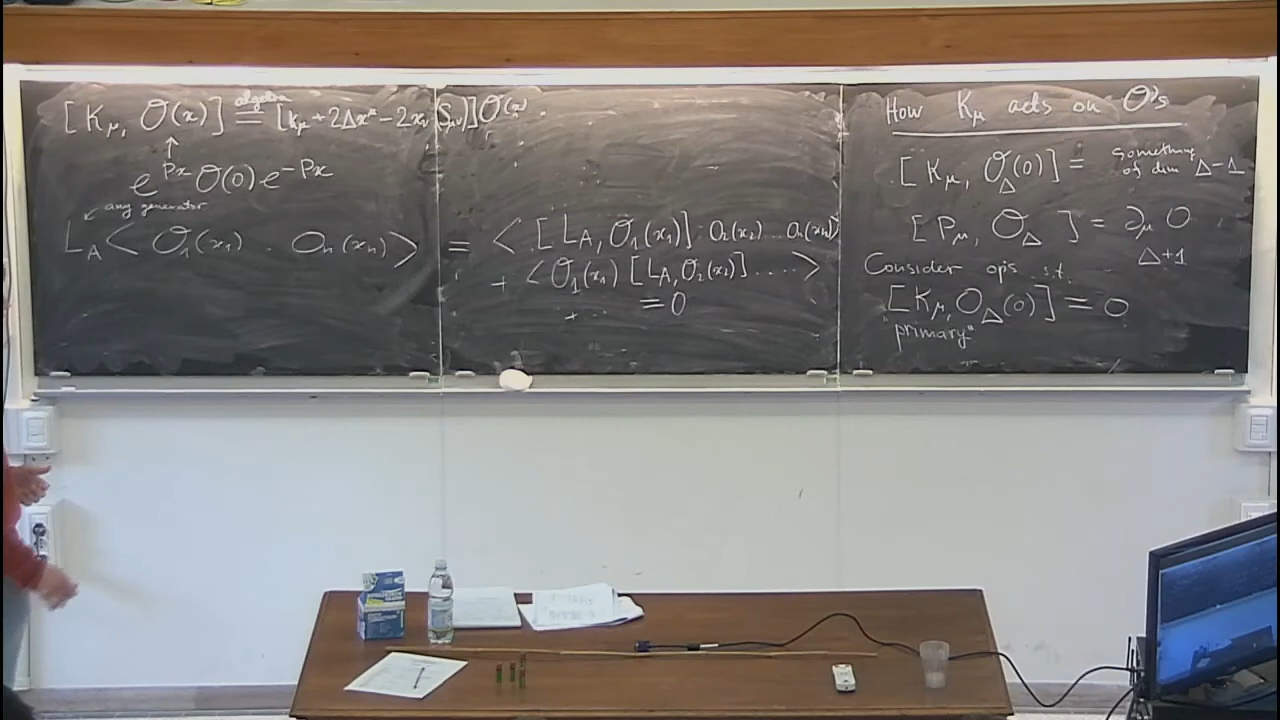 [K_μ, O(x)] =^{algebra} [k_μ + 2Δx^μ - 2x_ν (S_μν)] O(x).
↑
e^{Px} O(0) e^{-Px}
any generator
L_A < O_1(x_1) . O_n(x_n) > = < [L_A, O_1(x_1)] . O_2(x_2) ... O_n(x_n) >
+ < O_1(x_1) [L_A, O_2(x_2)] .... >
+ = 0
How K_μ acts on O's
[K_μ, O_Δ(0)] = something of dim Δ-1
[P_μ, O_Δ ] = ∂_μ O
Δ+1
Consider op's s.t.
[K_μ, O_Δ(0)] = 0
primary"